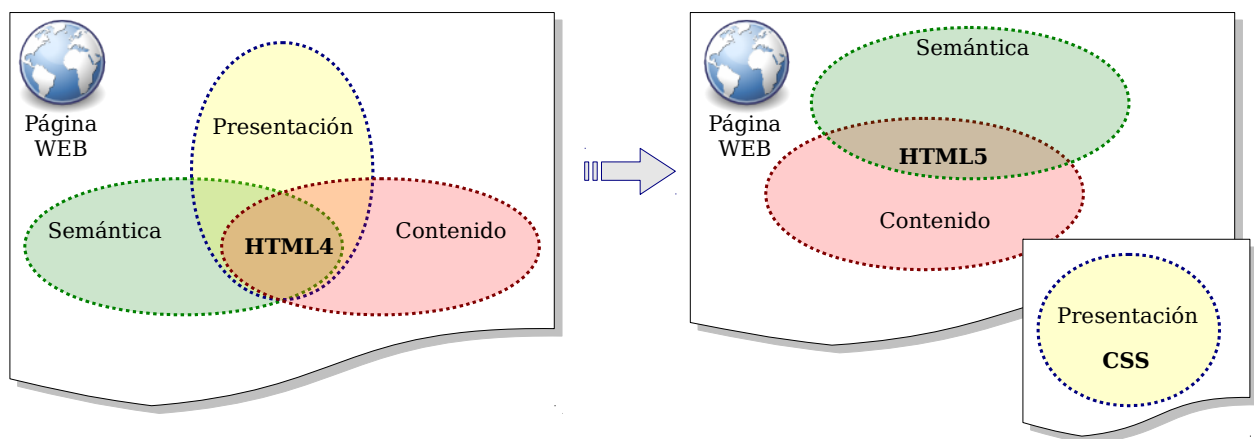 Página
WEB
Presentación
Semántica
HTML4
Contenido
Página
WEB
Semántica
HTML5
Contenido
Presentación
CSS